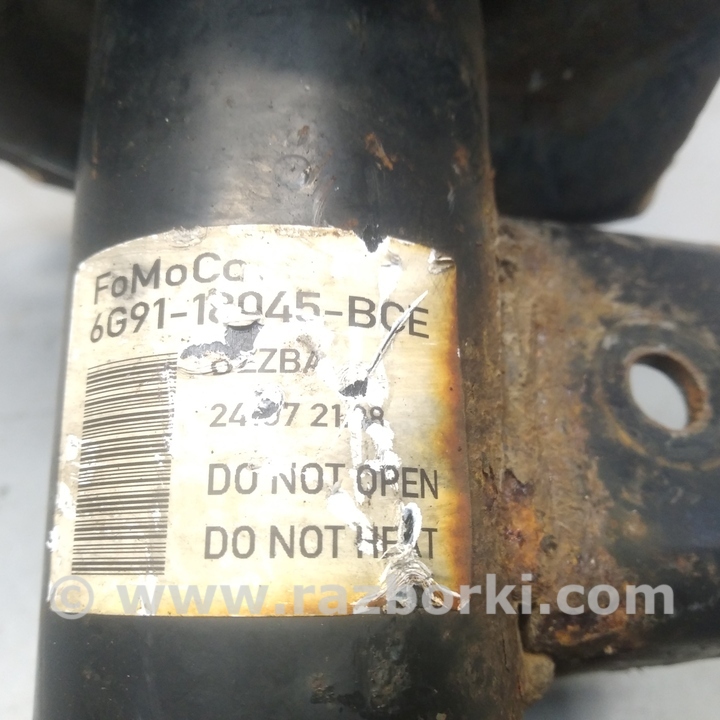 FoMoCo
6G91-18045-BCE
DO NOT OPEN
DO NOT HEAT
© www.razborki.com